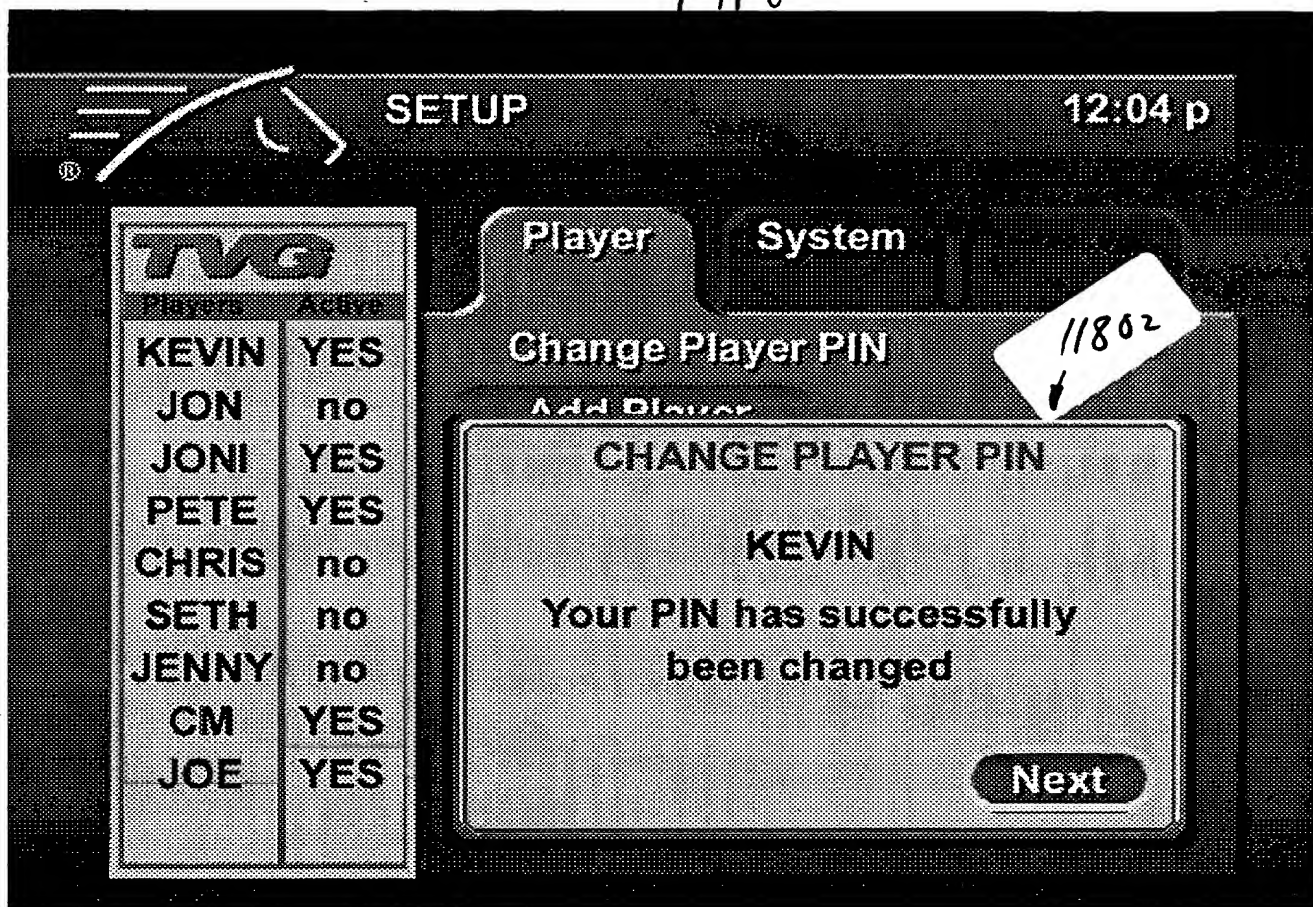 SETUP 12:04 p
®
TVG
Players Active
KEVIN YES
JON no
JONI YES
PETE YES
CHRIS no
SETH no
JENNY no
CM YES
JOE YES
Player System
Change Player PIN
Add Player
11802
CHANGE PLAYER PIN
KEVIN
Your PIN has successfully
been changed
Next